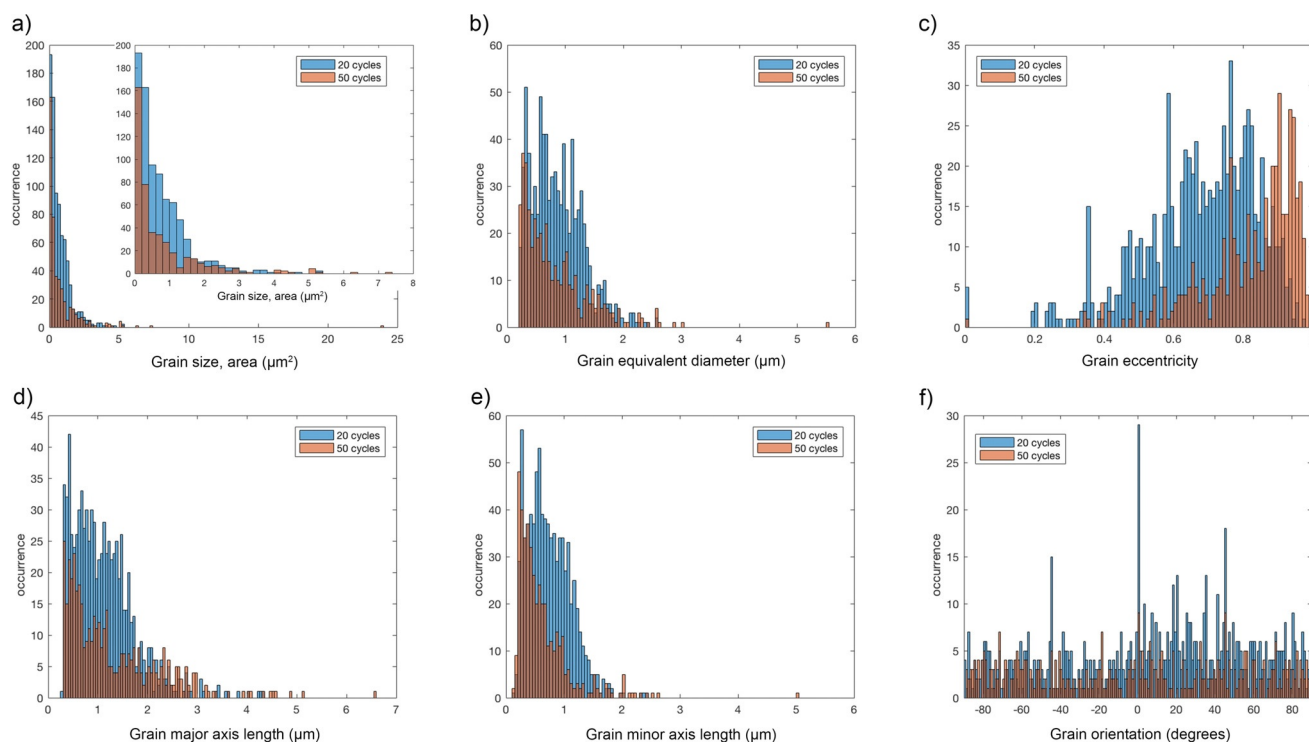 a)
200
180
160
140
120
100
80
60
40
20
0
occurrence
0 5 10 15 20 25
Grain size, area (µm²)
200
180
160
140
120
100
80
60
40
20
0
occurrence
0 1 2 3 4 5 6 7 8
Grain size, area (µm²)
20 cycles
50 cycles
b)
60
50
40
30
20
10
0
occurrence
20 cycles
50 cycles
0 1 2 3 4 5 6
Grain equivalent diameter (µm)
c)
35
30
25
20
15
10
5
0
occurrence
20 cycles
50 cycles
0 0.2 0.4 0.6 0.8 1
Grain eccentricity
d)
45
40
35
30
25
20
15
10
5
0
occurrence
20 cycles
50 cycles
0 1 2 3 4 5 6 7
Grain major axis length (µm)
e)
60
50
40
30
20
10
0
occurrence
20 cycles
50 cycles
0 1 2 3 4 5 6
Grain minor axis length (µm)
f)
30
25
20
15
10
5
0
occurrence
20 cycles
50 cycles
-80 -60 -40 -20 0 20 40 60 80
Grain orientation (degrees)